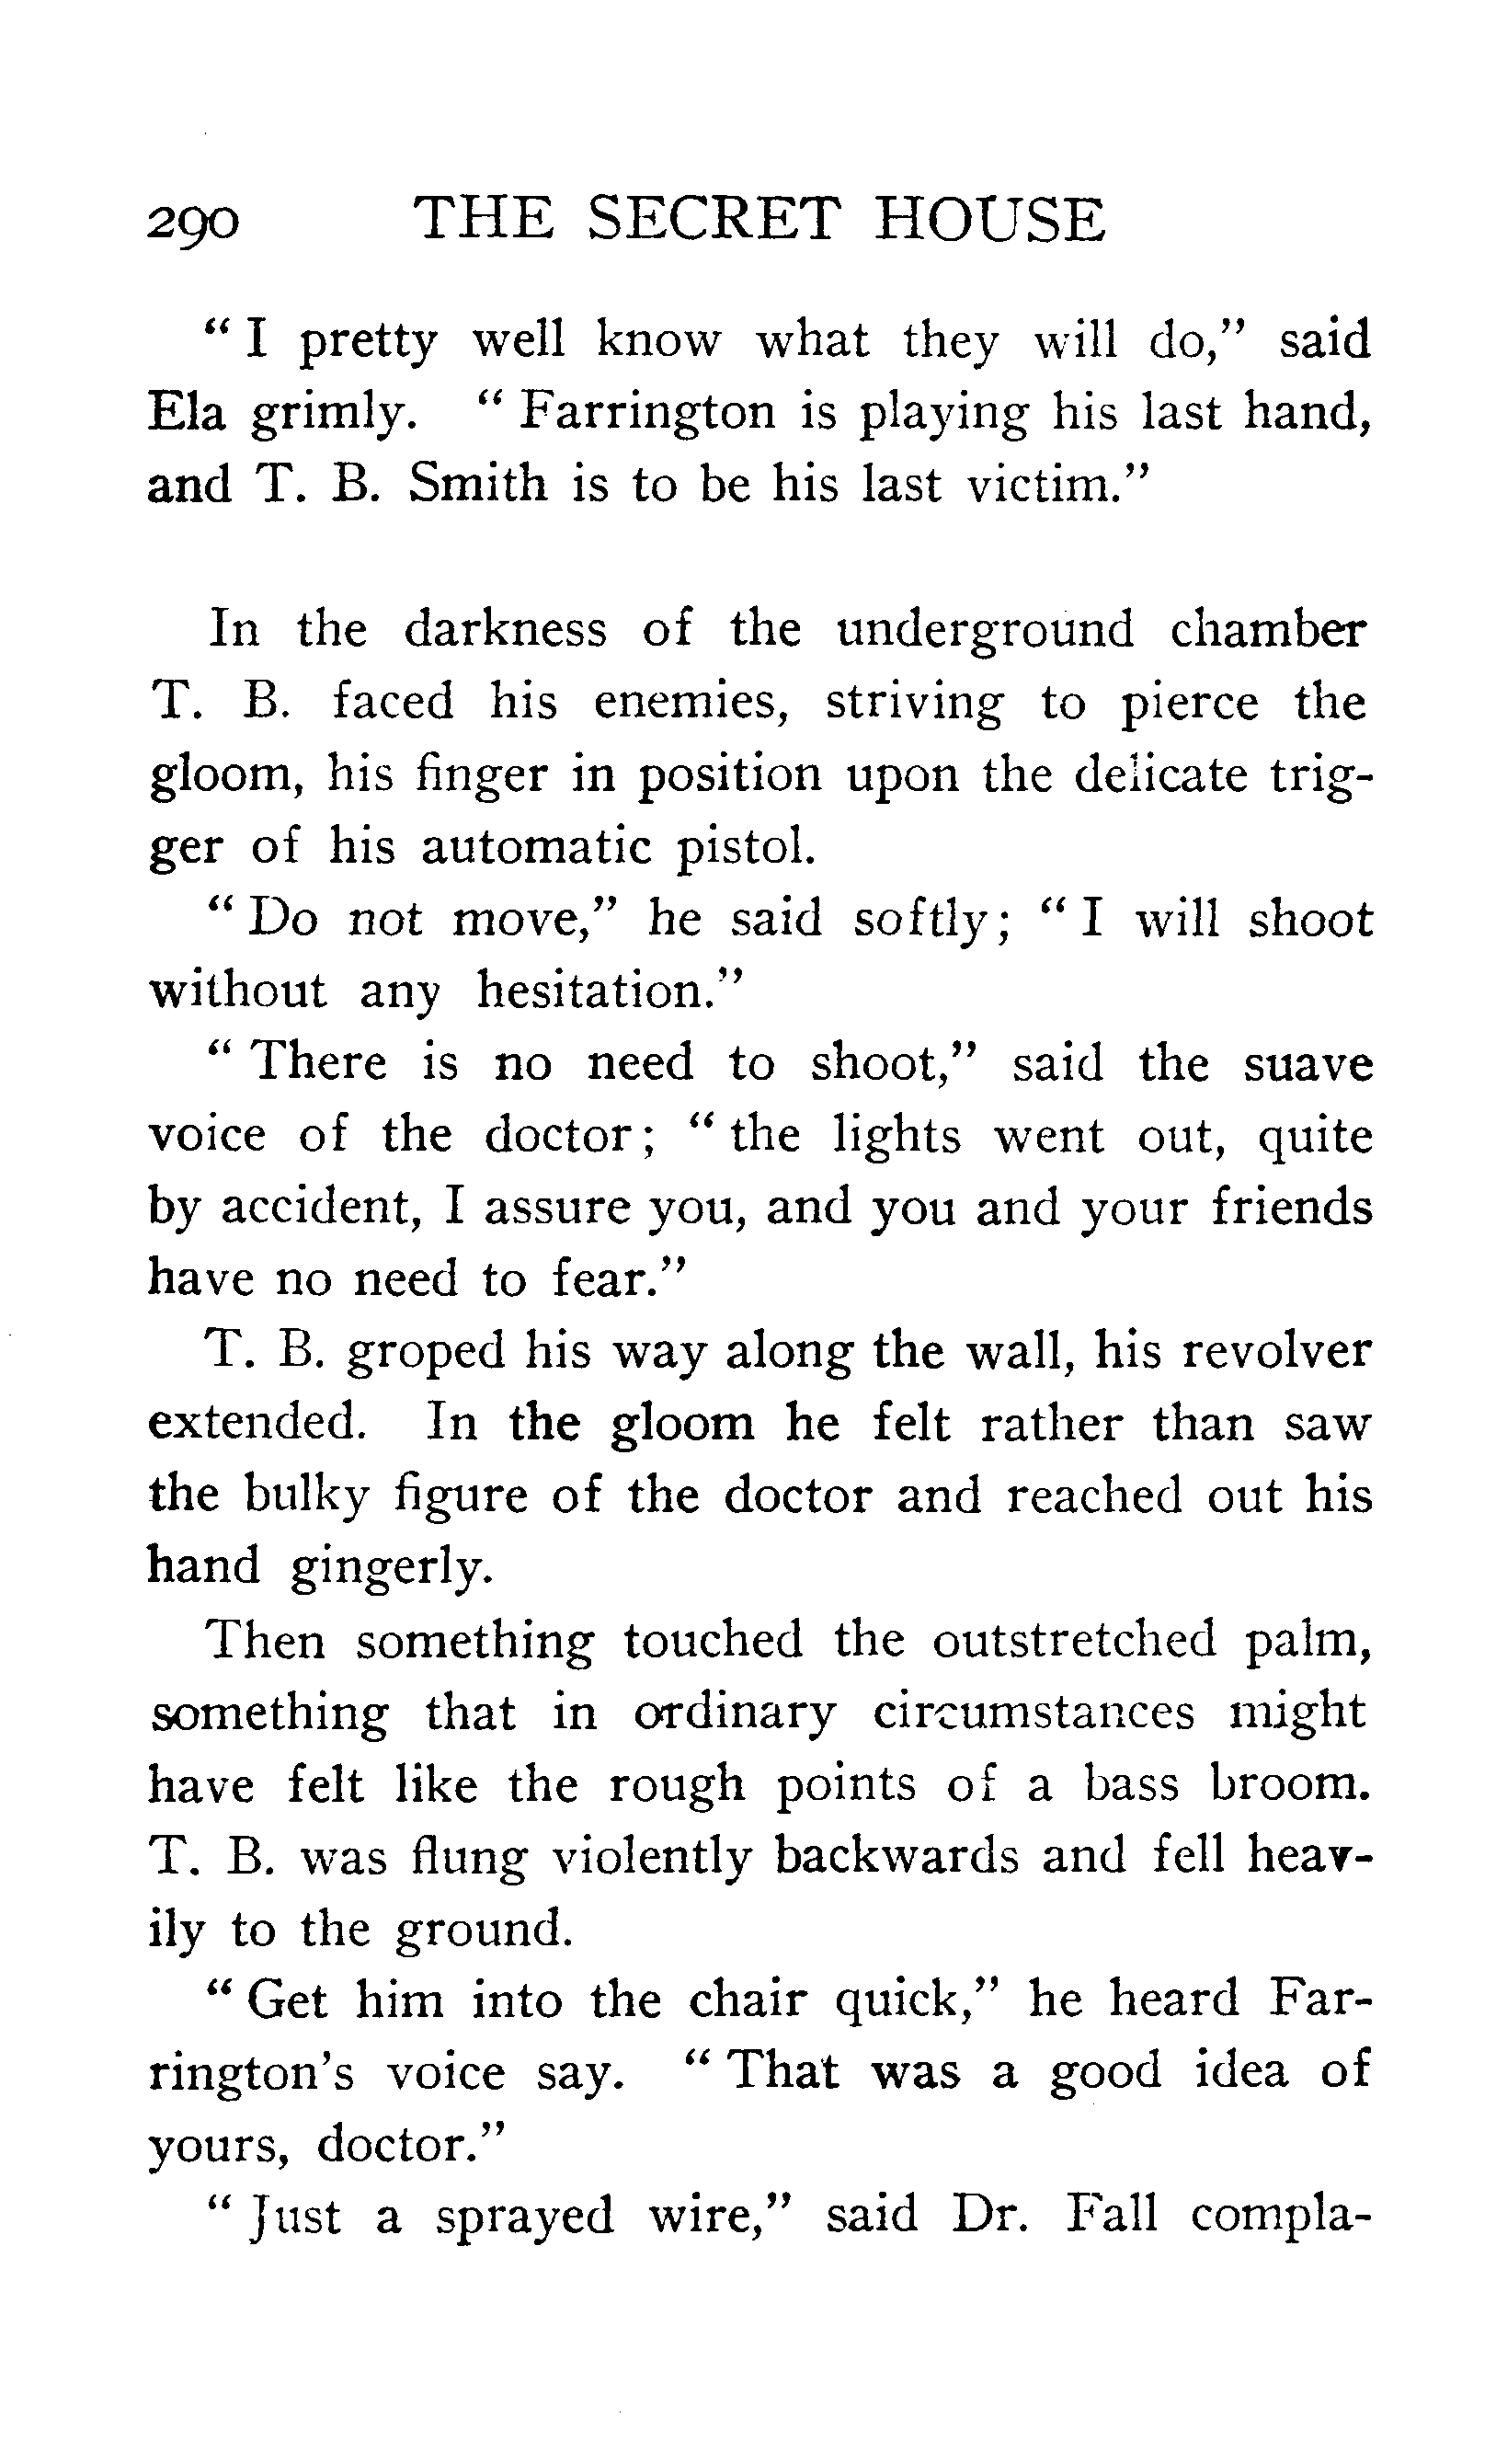 290 THE SECRET HOUSE
“ I pretty well know what they will do,” said
Ela grimly. “ Farrington is playing his last hand,
and T. B. Smith is to be his last victim.”
In the darkness of the underground chamber
T. B. faced his enemies, striving to pierce the
gloom, his finger in position upon the delicate trig-
ger of his automatic pistol.
“ Do not move,” he said softly; “ I will shoot
without any hesitation.”
“ There is no need to shoot,” said the suave
voice of the doctor; “ the lights went out, quite
by accident, I assure you, and you and your friends
have no need to fear.”
T. B. groped his way along the wall, his revolver
extended. In the gloom he felt rather than saw
the bulky figure of the doctor and reached out his
hand gingerly.
Then something touched the outstretched palm,
something that in ordinary circumstances might
have felt like the rough points of a bass broom.
T. B. was flung violently backwards and fell heav-
ily to the ground.
“ Get him into the chair quick,” he heard Far-
rington’s voice say. “ That was a good idea of
yours, doctor.”
“ Just a sprayed wire,” said Dr. Fall compla-